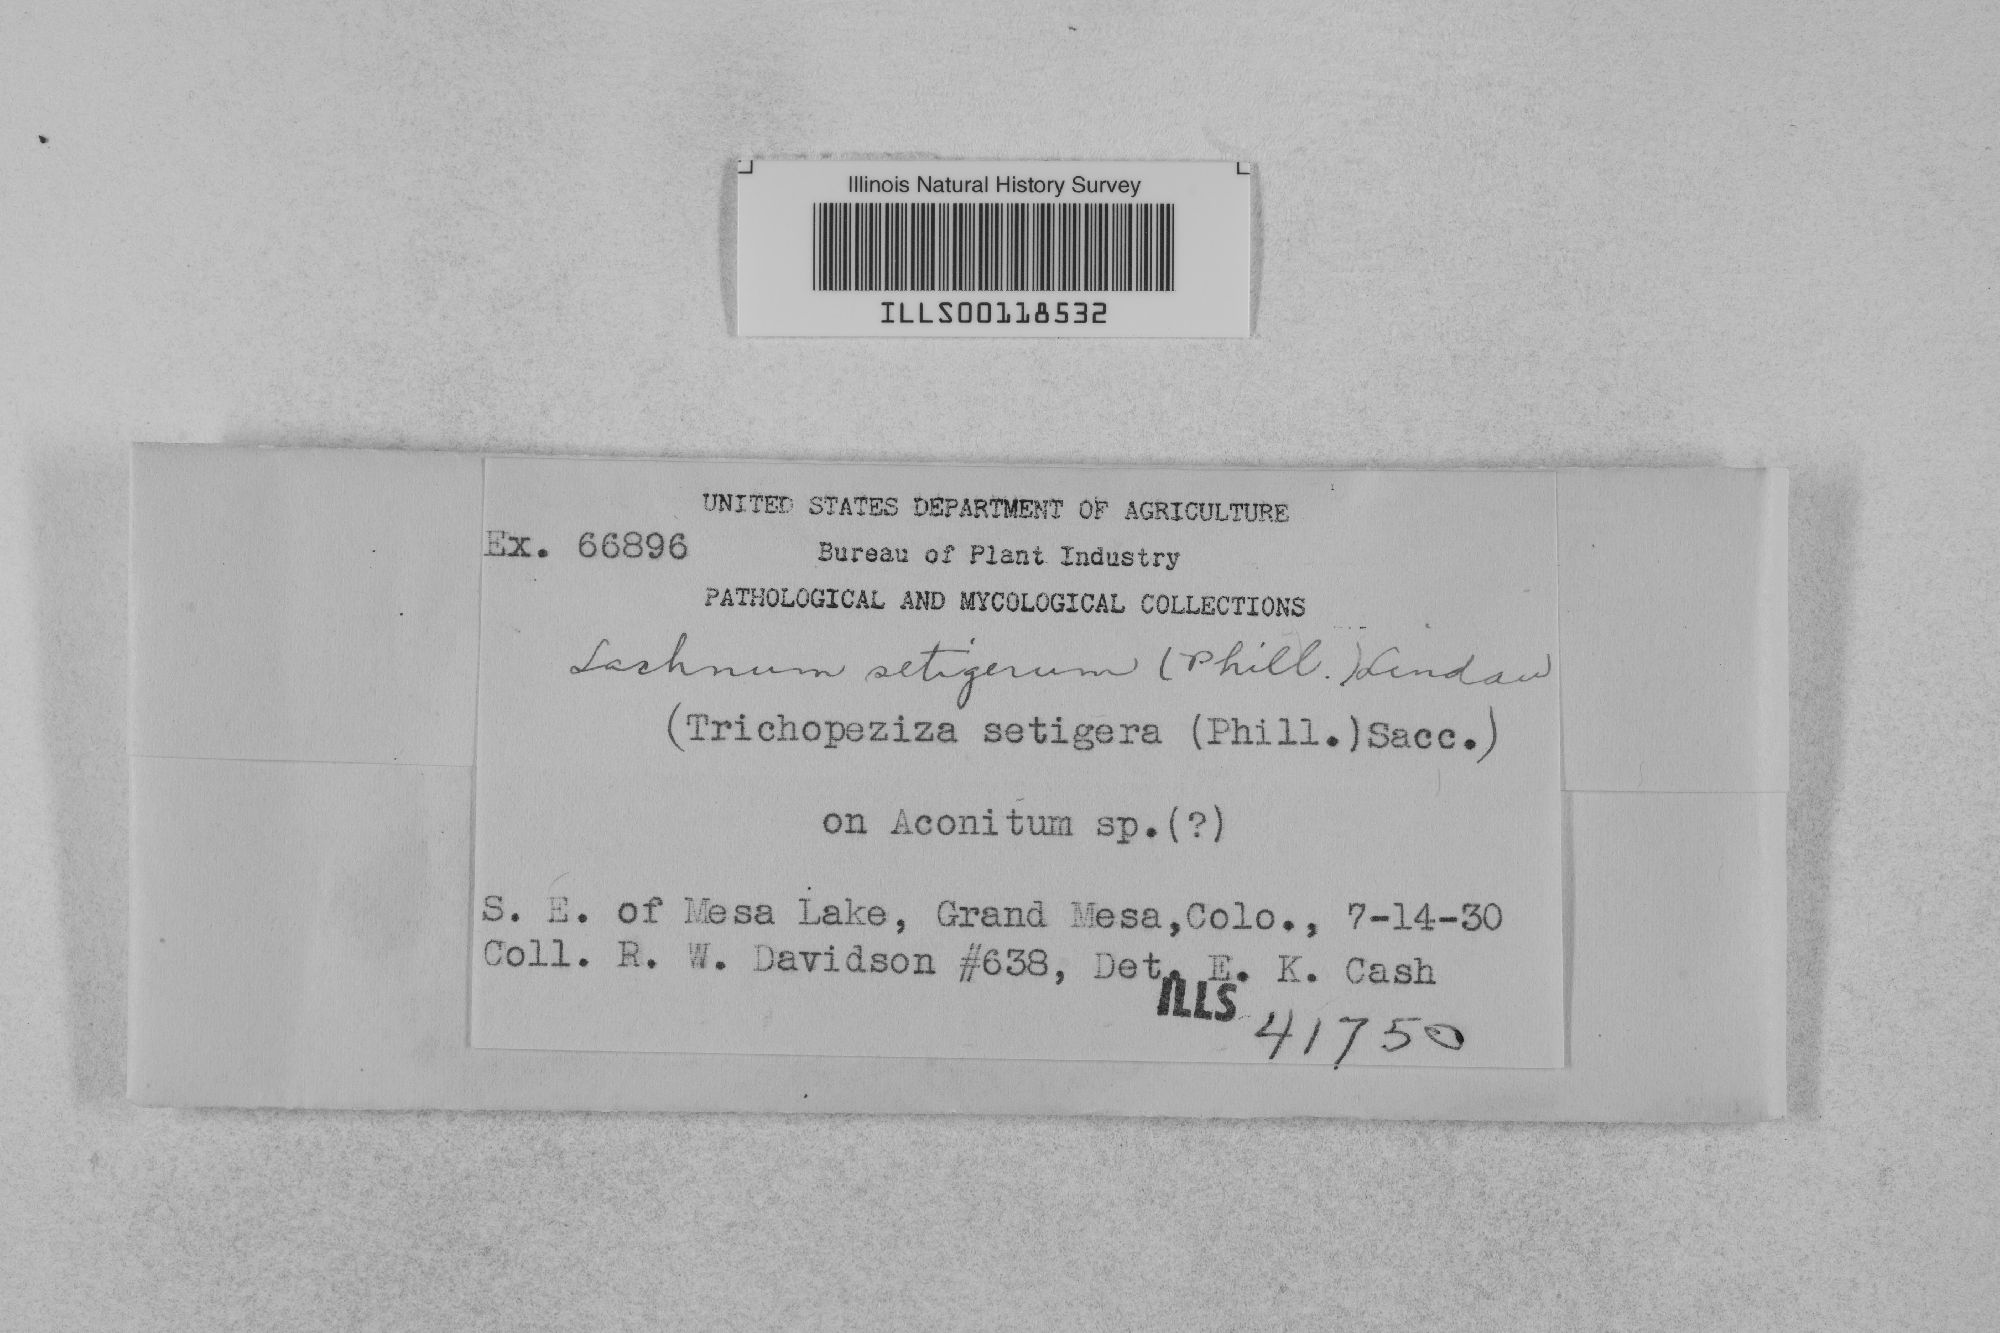 Illinois Natural History Survey
ILLS00118532
UNITED STATES DEPARTMENT OF AGRICULTURE
Ex. 66896
Bureau of Plant Industry
PATHOLOGICAL AND MYCOLOGICAL COLLECTIONS
Lachnum setigerum (Phill.) Lindau
(Trichopeziza setigera (Phill.)Sacc.)
on Aconitum sp.(?)
S. E. of Mesa Lake, Grand Mesa,Colo., 7-14-30
Coll. R. W. Davidson #638, Det. E. K. Cash
ILLS 41750